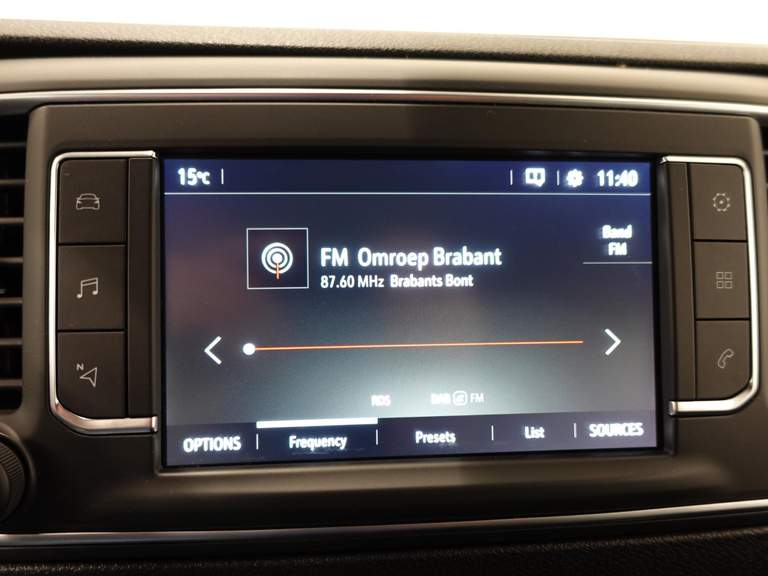 15°C 11:40
FM Omroep Brabant
87.60 MHz Brabants Bont
Band
FM
N
RDS DAB FM
OPTIONS Frequency Presets List SOURCES